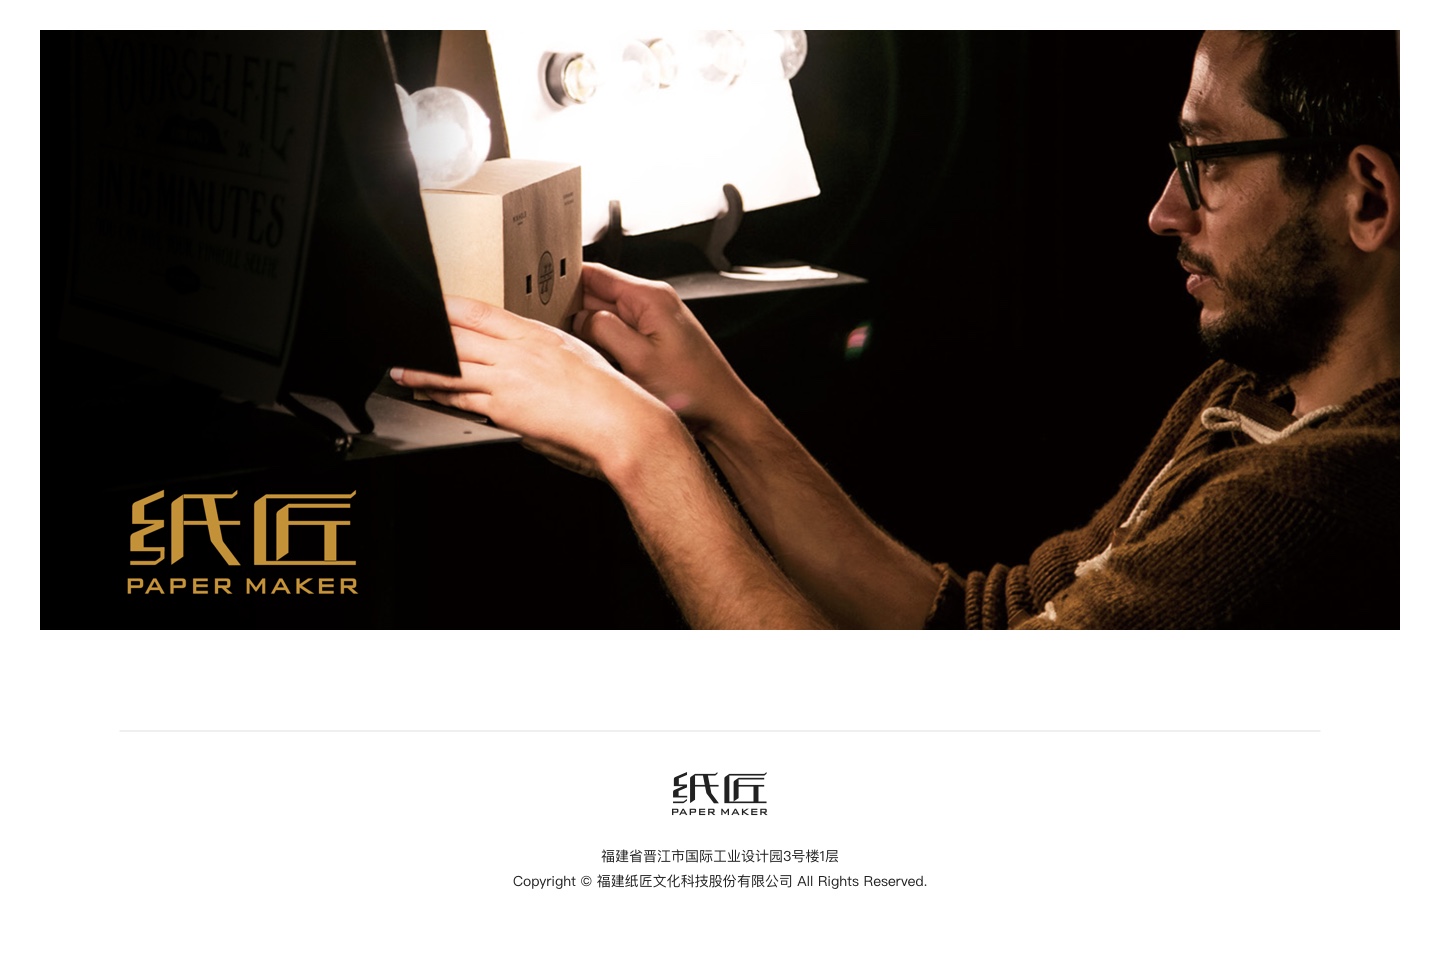 YOURSELFIE
IN 15 MINUTES
纸匠
PAPER MAKER
纸匠
PAPER MAKER
福建省晋江市国际工业设计园3号楼1层
Copyright © 福建纸匠文化科技股份有限公司 All Rights Reserved.